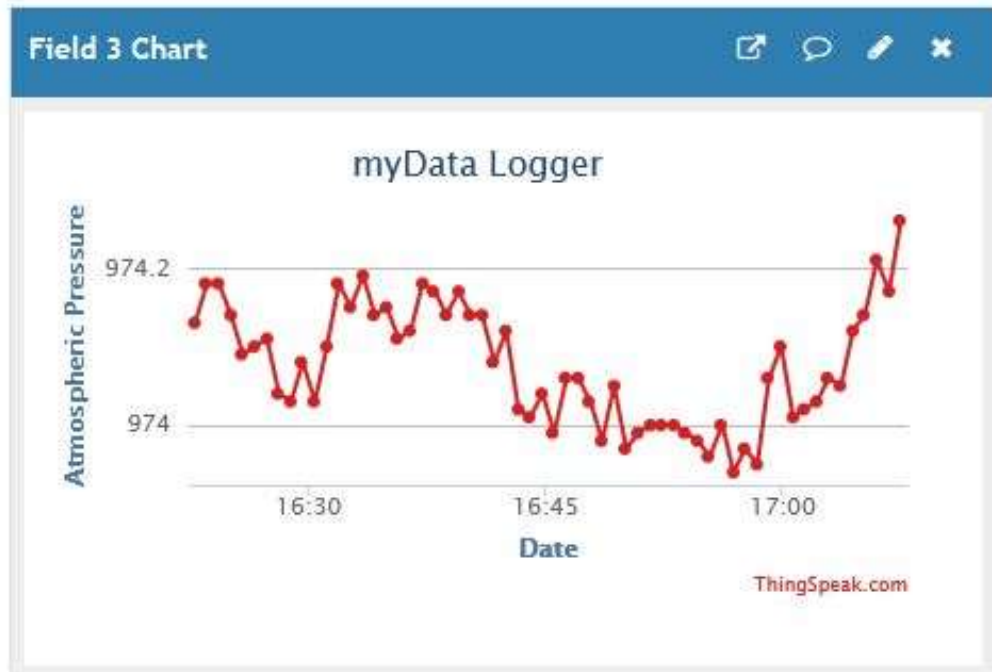 Field 3 Chart
myData Logger
Atmospheric Pressure
974.2
974
16:30 16:45 17:00
Date
ThingSpeak.com